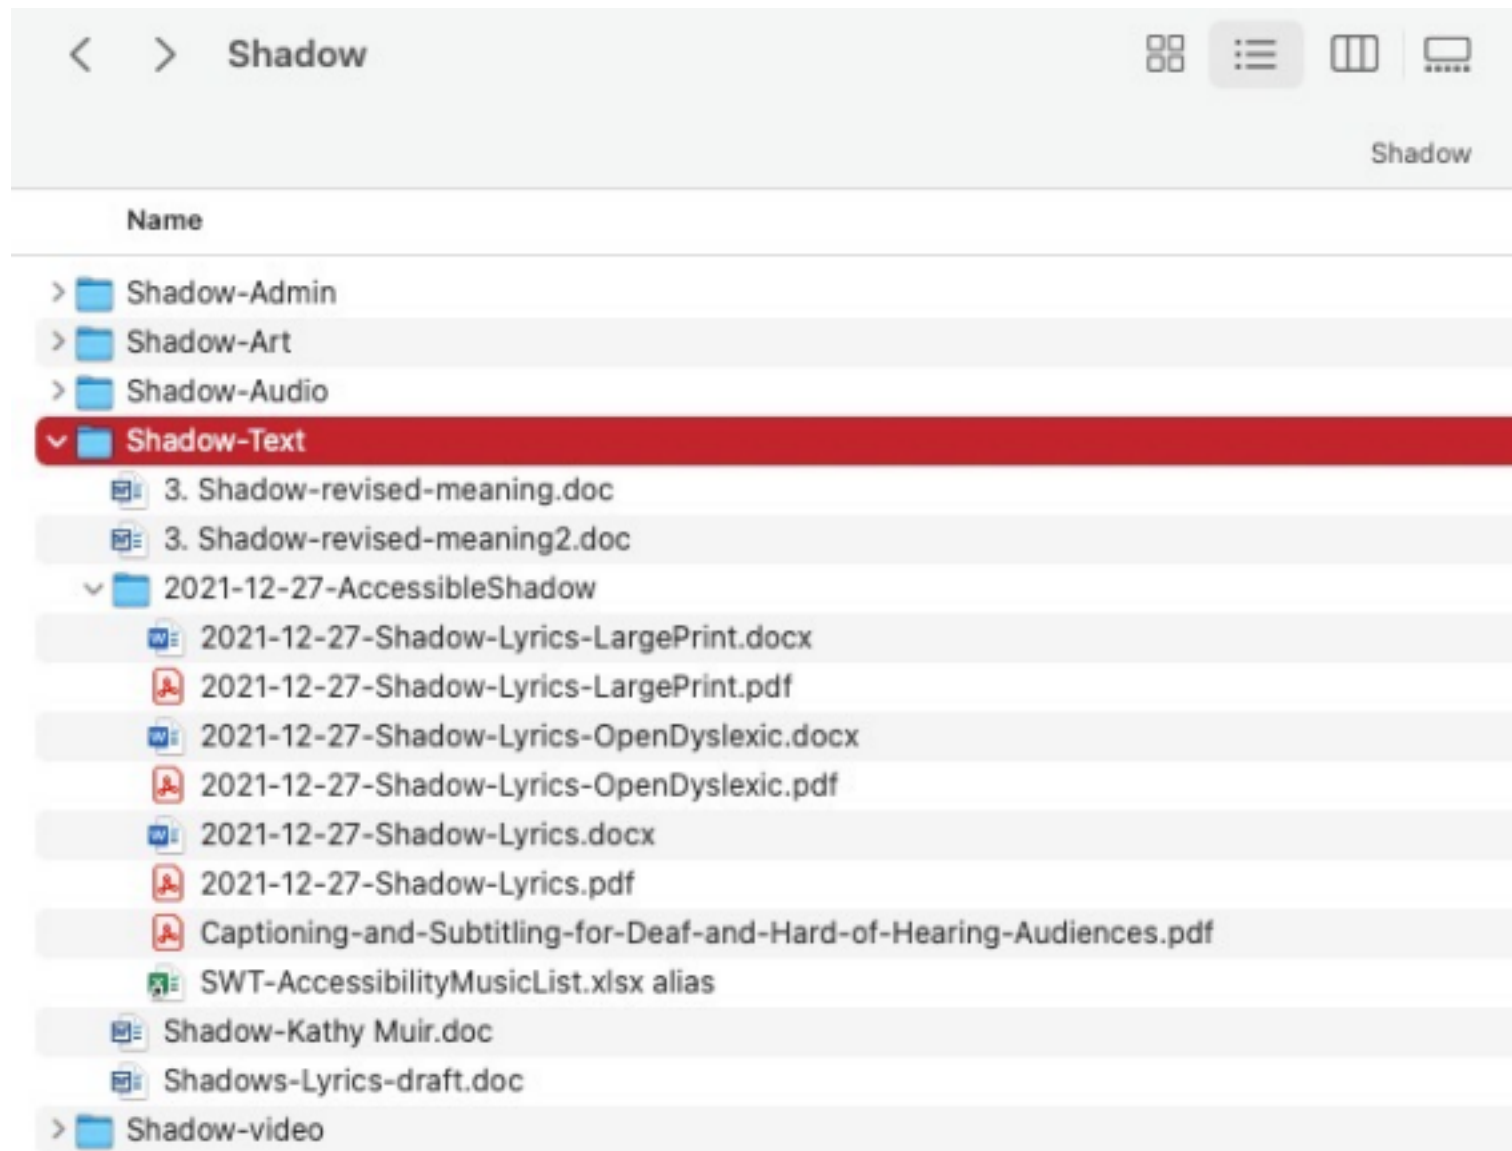 Shadow
Shadow
Name
Shadow-Admin
Shadow-Art
Shadow-Audio
Shadow-Text
3. Shadow-revised-meaning.doc
3. Shadow-revised-meaning2.doc
2021-12-27-AccessibleShadow
2021-12-27-Shadow-Lyrics-LargePrint.docx
2021-12-27-Shadow-Lyrics-LargePrint.pdf
2021-12-27-Shadow-Lyrics-OpenDyslexic.docx
2021-12-27-Shadow-Lyrics-OpenDyslexic.pdf
2021-12-27-Shadow-Lyrics.docx
2021-12-27-Shadow-Lyrics.pdf
Captioning-and-Subtitling-for-Deaf-and-Hard-of-Hearing-Audiences.pdf
SWT-AccessibilityMusicList.xlsx alias
Shadow-Kathy Muir.doc
Shadows-Lyrics-draft.doc
Shadow-video